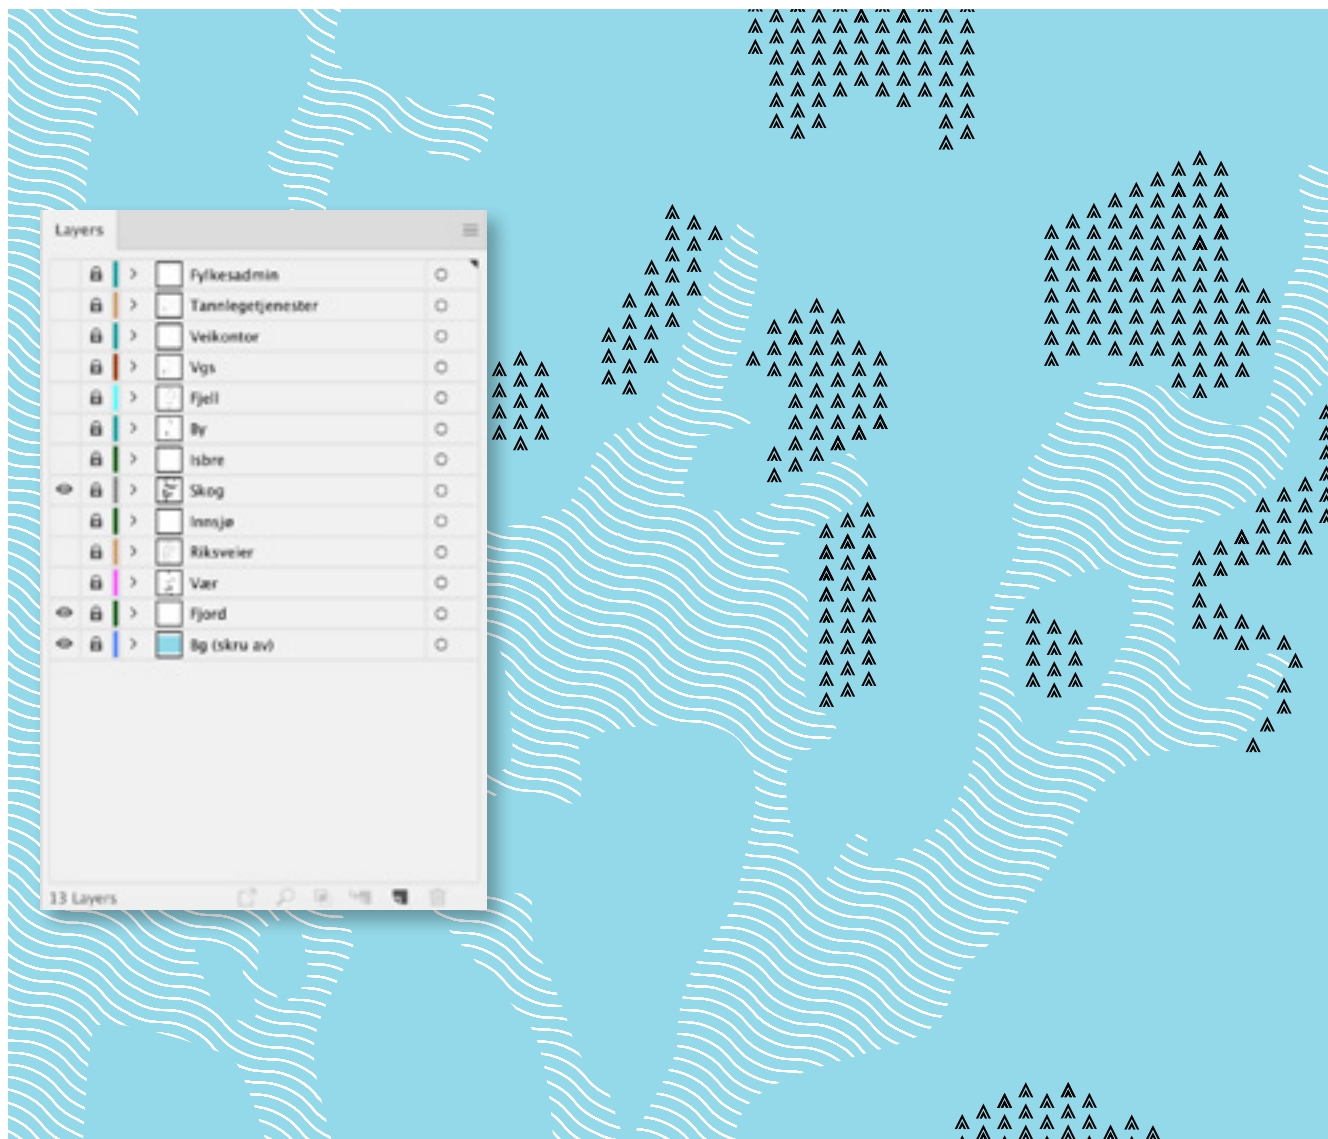 Layers
Fylkesadmin
Tannlegetjenester
Veikontor
Vgs
Fjell
By
Isbre
Skog
Innsjø
Riksveier
Vær
Fjord
Bg (skru av)
13 Layers